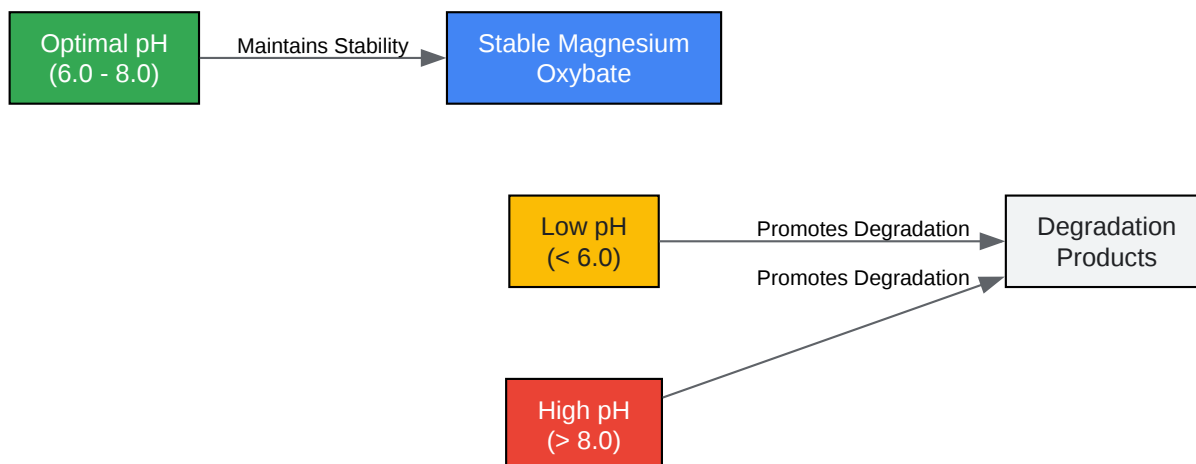 Optimal pH
(6.0 - 8.0)
Maintains Stability
Stable Magnesium
Oxybate
Low pH
(< 6.0)
Promotes Degradation
Degradation
Products
Promotes Degradation
High pH
(> 8.0)